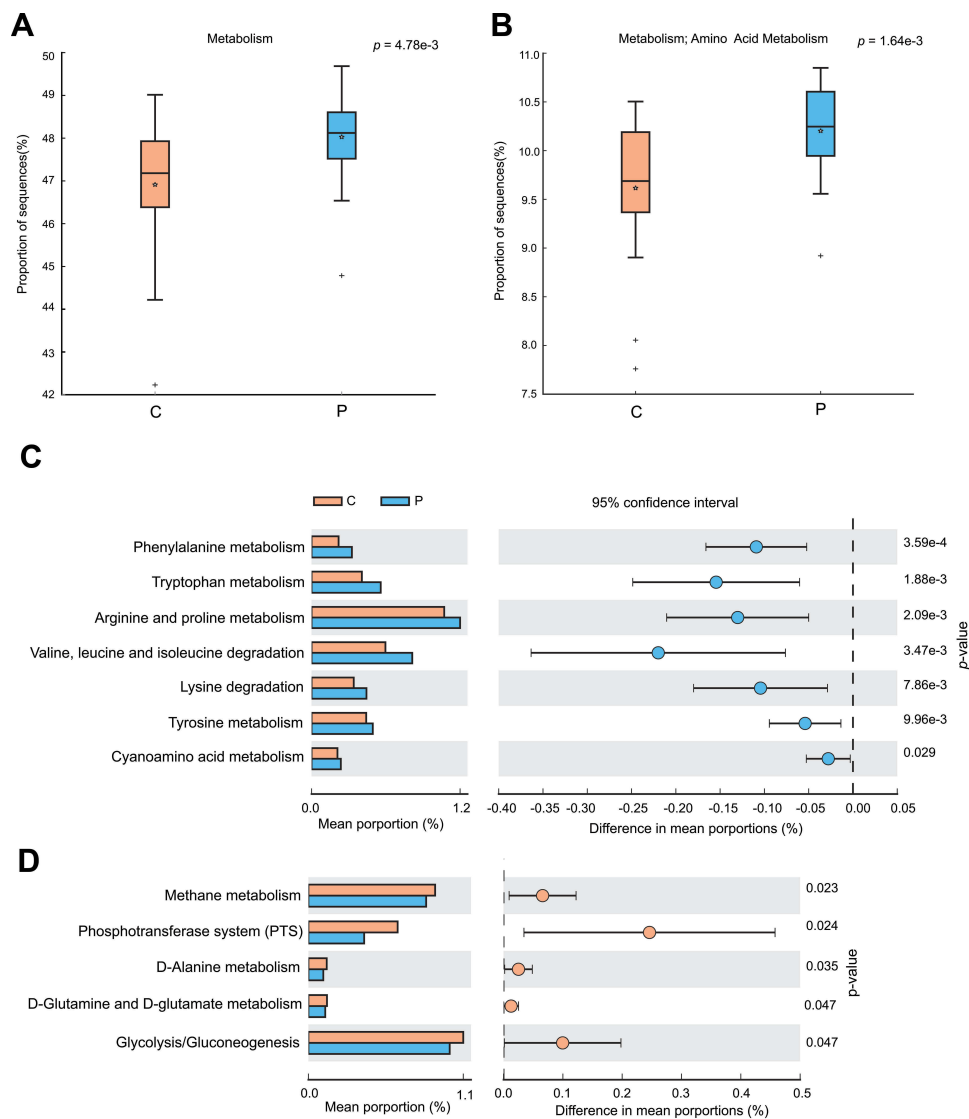 A
Metabolism
p = 4.78e-3
Proportion of sequences(%)
50
49
48
47
46
45
44
43
42
C
P
B
Metabolism; Amino Acid Metabolism
p = 1.64e-3
Proportion of sequences(%)
11.0
10.5
10.0
9.5
9.0
8.5
8.0
7.5
C
P
C
C
P
95% confidence interval
Phenylalanine metabolism
3.59e-4
Tryptophan metabolism
1.88e-3
Arginine and proline metabolism
2.09e-3
Valine, leucine and isoleucine degradation
3.47e-3
Lysine degradation
7.86e-3
Tyrosine metabolism
9.96e-3
Cyanoamino acid metabolism
0.029
p-value
0.0 1.2
Mean porportion (%)
-0.40 -0.35 -0.30 -0.25 -0.20 -0.15 -0.10 -0.05 0.00 0.05
Difference in mean porportions (%)
D
Methane metabolism
0.023
Phosphotransferase system (PTS)
0.024
D-Alanine metabolism
0.035
D-Glutamine and D-glutamate metabolism
0.047
Glycolysis/Gluconeogenesis
0.047
p-value
0.0 1.1
Mean porportion (%)
0.0 0.1 0.2 0.3 0.4 0.5
Difference in mean porportions (%)